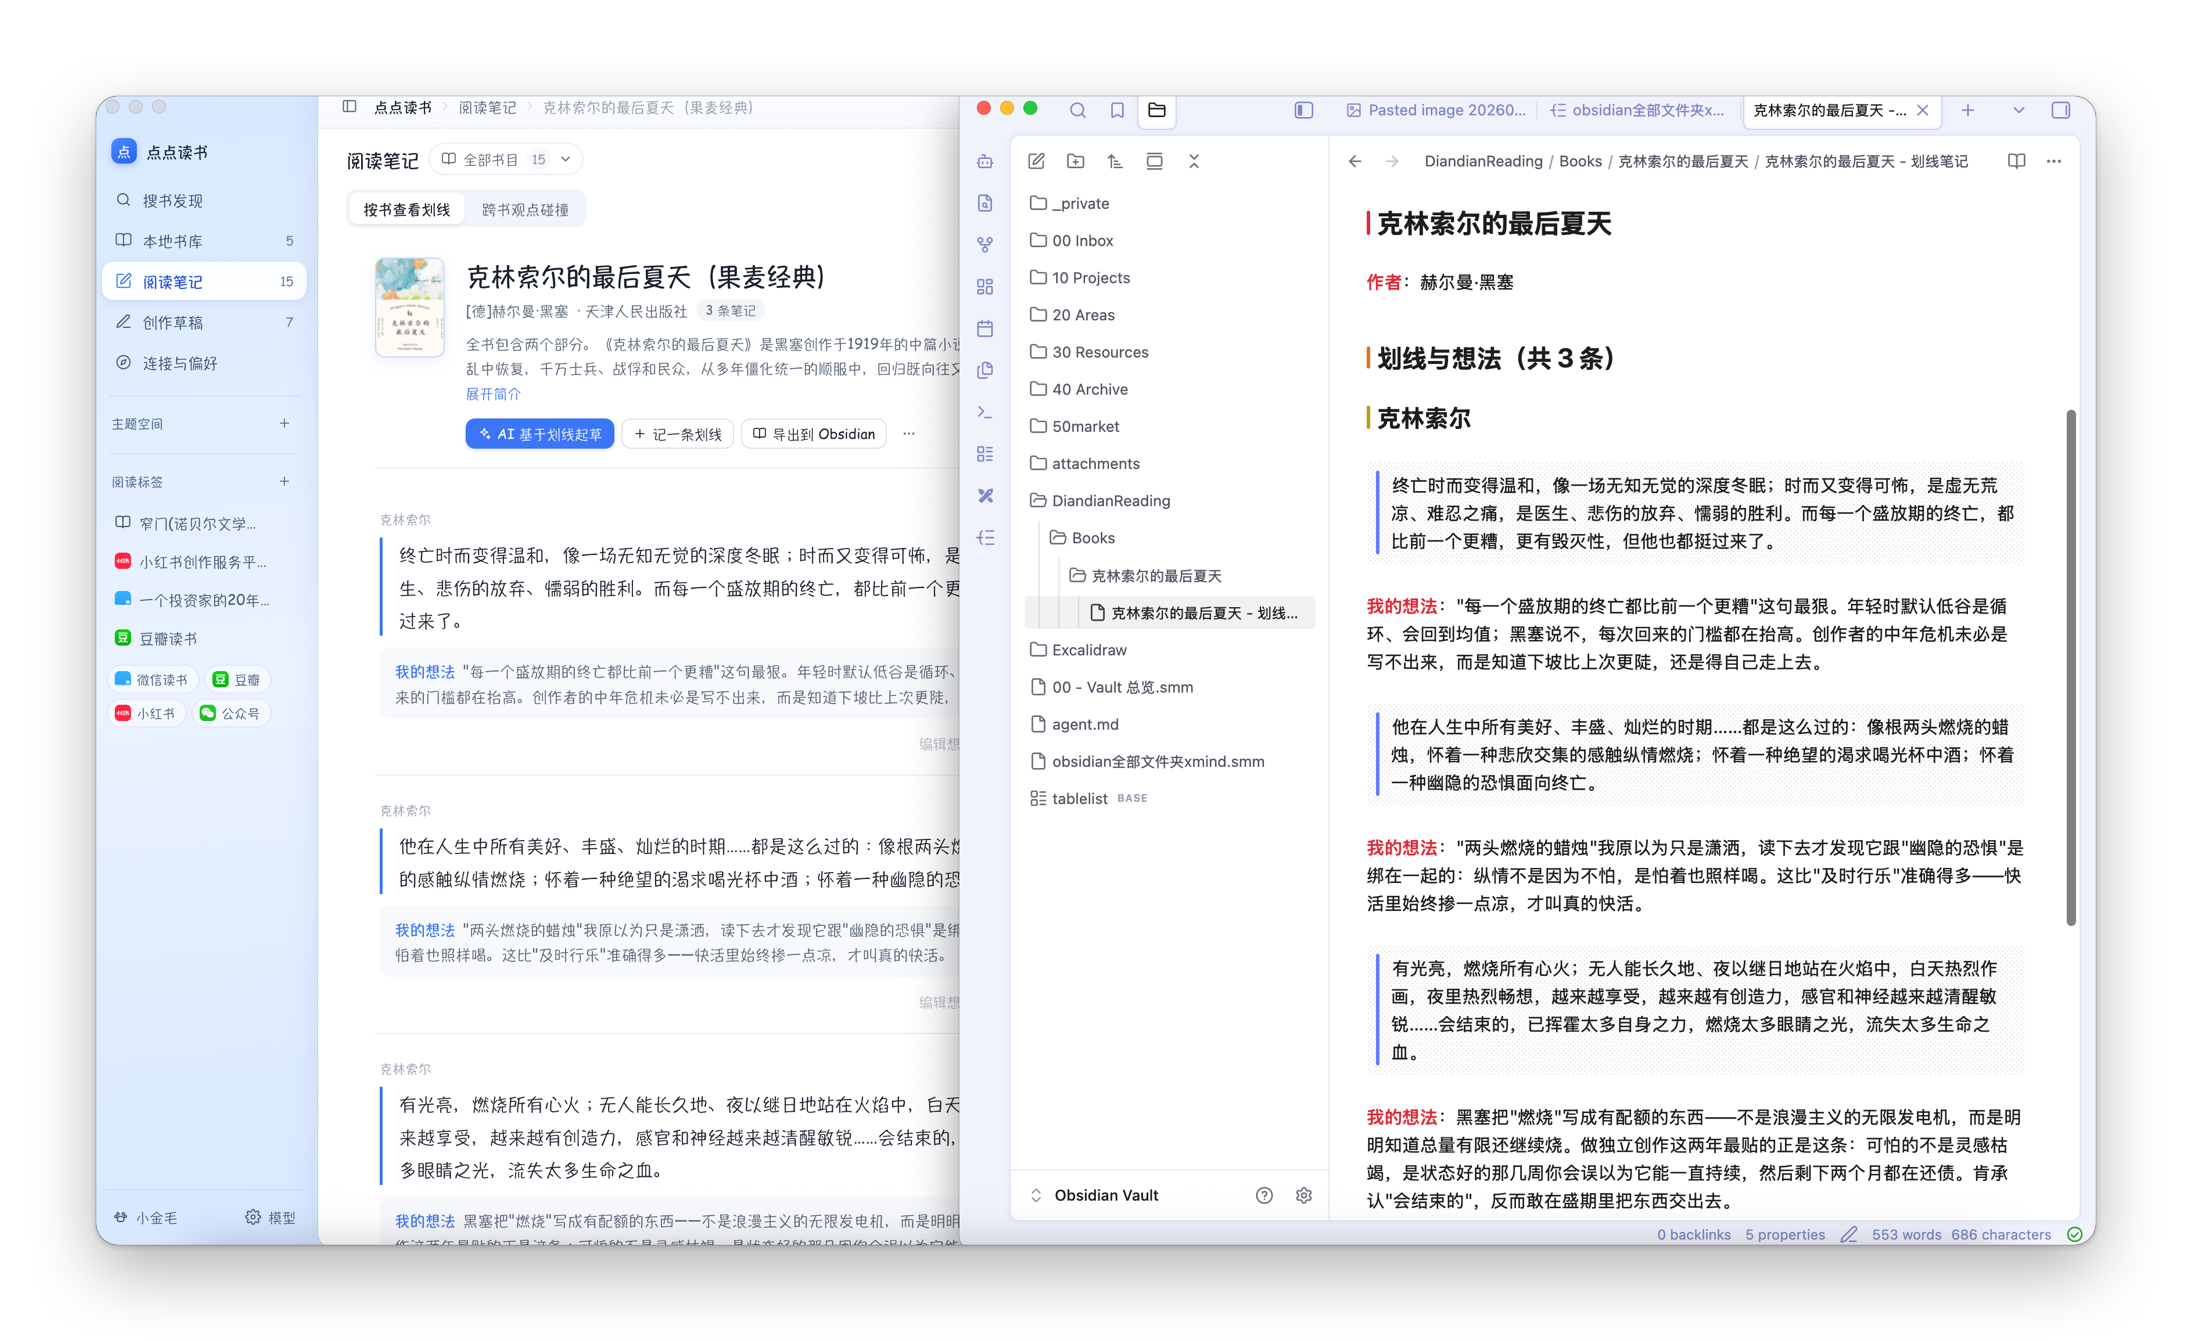 点点读书
搜书发现
本地书库 5
阅读笔记 15
创作草稿 7
连接与偏好
主题空间
阅读标签
窄门(诺贝尔文学...
小红书创作服务平...
一个投资家的20年...
豆瓣读书
微信读书 豆瓣
小红书 公众号
小金毛 模型
点点读书 > 阅读笔记 > 克林索尔的最后夏天（果麦经典）
阅读笔记 全部书目 15
按书查看划线 跨书观点碰撞
克林索尔的最后夏天（果麦经典）
[德]赫尔曼·黑塞 · 天津人民出版社 3 条笔记
全书包含两个部分。《克林索尔的最后夏天》是黑塞创作于1919年的中篇小说
乱中恢复，千万士兵、战俘和民众，从多年僵化统一的顺服中，回归既向往又
展开简介
AI 基于划线起草 + 记一条划线 导出到 Obsidian ...
克林索尔
终亡时而变得温和，像一场无知无觉的深度冬眠；时而又变得可怖，是
生、悲伤的放弃、懦弱的胜利。而每一个盛放期的终亡，都比前一个更
过来了。
我的想法 "每一个盛放期的终亡都比前一个更糟"这句最狠。年轻时默认低谷是循环、
来的门槛都在抬高。创作者的中年危机未必是写不出来，而是知道下坡比上次更陡，
编辑想
克林索尔
他在人生中所有美好、丰盛、灿烂的时期……都是这么过的：像根两头燃
的感触纵情燃烧；怀着一种绝望的渴求喝光杯中酒；怀着一种幽隐的恐
我的想法 "两头燃烧的蜡烛"我原以为只是潇洒，读下去才发现它跟"幽隐的恐惧"是绑
怕着也照样喝。这比"及时行乐"准确得多——快活里始终掺一点凉，才叫真的快活。
编辑想
克林索尔
有光亮，燃烧所有心火；无人能长久地、夜以继日地站在火焰中，白天
来越享受，越来越有创造力，感官和神经越来越清醒敏锐……会结束的，
多眼睛之光，流失太多生命之血。
我的想法 黑塞把"燃烧"写成有配额的东西——不是浪漫主义的无限发电机，而是明明
Pasted image 20260... obsidian全部文件夹x... 克林索尔的最后夏天 -...
_private
00 Inbox
10 Projects
20 Areas
30 Resources
40 Archive
50market
attachments
DiandianReading
Books
克林索尔的最后夏天
克林索尔的最后夏天 - 划线...
Excalidraw
00 - Vault 总览.smm
agent.md
obsidian全部文件夹xmind.smm
tablelist BASE
Obsidian Vault
DiandianReading / Books / 克林索尔的最后夏天 / 克林索尔的最后夏天 - 划线笔记
克林索尔的最后夏天
作者：赫尔曼·黑塞
划线与想法（共 3 条）
克林索尔
终亡时而变得温和，像一场无知无觉的深度冬眠；时而又变得可怖，是虚无荒
凉、难忍之痛，是医生、悲伤的放弃、懦弱的胜利。而每一个盛放期的终亡，都
比前一个更糟，更有毁灭性，但他也都挺过来了。
我的想法："每一个盛放期的终亡都比前一个更糟"这句最狠。年轻时默认低谷是循
环、会回到均值；黑塞说不，每次回来的门槛都在抬高。创作者的中年危机未必是
写不出来，而是知道下坡比上次更陡，还是得自己走上去。
他在人生中所有美好、丰盛、灿烂的时期……都是这么过的：像根两头燃烧的蜡
烛，怀着一种悲欣交集的感触纵情燃烧；怀着一种绝望的渴求喝光杯中酒；怀着
一种幽隐的恐惧面向终亡。
我的想法："两头燃烧的蜡烛"我原以为只是潇洒，读下去才发现它跟"幽隐的恐惧"是
绑在一起的：纵情不是因为不怕，是怕着也照样喝。这比"及时行乐"准确得多——快
活里始终掺一点凉，才叫真的快活。
有光亮，燃烧所有心火；无人能长久地、夜以继日地站在火焰中，白天热烈作
画，夜里热烈畅想，越来越享受，越来越有创造力，感官和神经越来越清醒敏
锐……会结束的，已挥霍太多自身之力，燃烧太多眼睛之光，流失太多生命之
血。
我的想法：黑塞把"燃烧"写成有配额的东西——不是浪漫主义的无限发电机，而是明
明知道总量有限还继续烧。做独立创作这两年最贴的正是这条：可怕的不是灵感枯
竭，是状态好的那几周你会误以为它能一直持续，然后剩下两个月都在还债。肯承
认"会结束的"，反而敢在盛期里把东西交出去。
0 backlinks 5 properties 553 words 686 characters